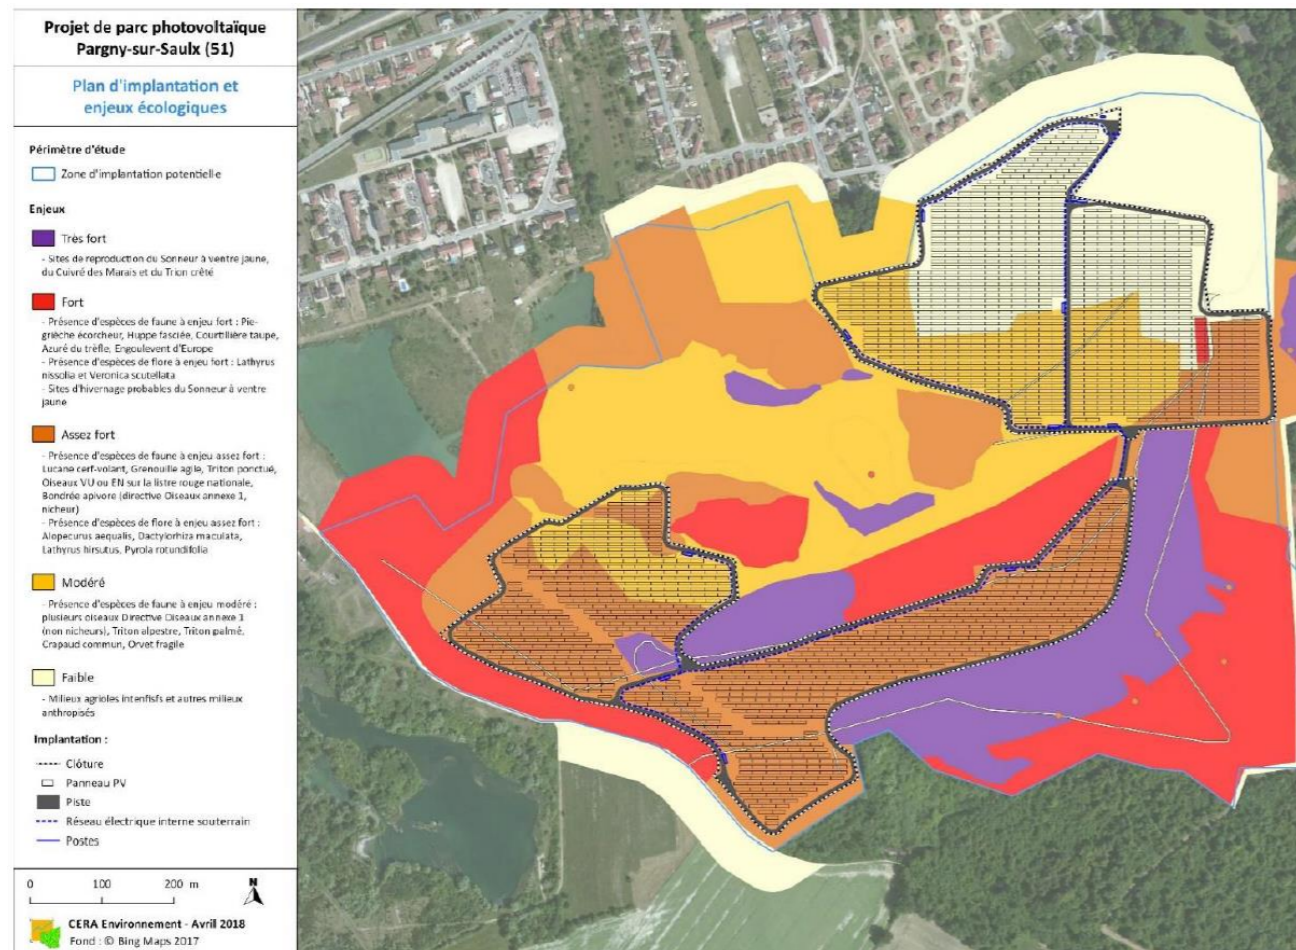 Projet de parc photovoltaïque
Pargny-sur-Saulx (51)
Plan d'implantation et
enjeux écologiques
Périmètre d'étude
Zone d'implantation potentiell·e
Enjeux
Très fort
- Sites de reproduction du Sonneur à ventre jaune,
du Cuivré des Marais et du Trion crêté
Fort
- Présence d'espèces de faune à enjeu fort : Pie-
grièche écorcheur, Huppe fasciée, Courtillière taupe,
Azuré du trèfle, Engoulevent d'Europe
- Présence d'espèces de flore à enjeu fort : Lathyrus
nissolia et Veronica scutellata
- Sites d'hivernage probables du Sonneur à ventre
jaune
Assez fort
- Présence d'espèces de faune à enjeu assez fort :
Lucane cerf-volant, Grenouille agile, Triton ponctué,
Oiseaux VU ou EN sur la listre rouge nationale,
Bondrée apivore (directive Oiseaux annexe 1,
nicheur)
- Présence d'espèces de flore à enjeu assez fort :
Alopecurus aequalis, Dactylorhiza maculata,
Lathyrus hirsutus, Pyrola rotundifolia
Modéré
- Présence d'espèces de faune à enjeu modéré :
plusieurs oiseaux Directive Oiseaux annexe 1
(non nicheurs), Triton alpestre, Triton palmé,
Crapaud commun, Orvet fragile
Faible
- Milieux agrioles intenfisfs et autres milieux
anthropisés
Implantation :
Clôture
Panneau PV
Piste
Réseau électrique interne souterrain
Postes
0 100 200 m
N
CERA Environnement - Avril 2018
Fond : © Bing Maps 2017